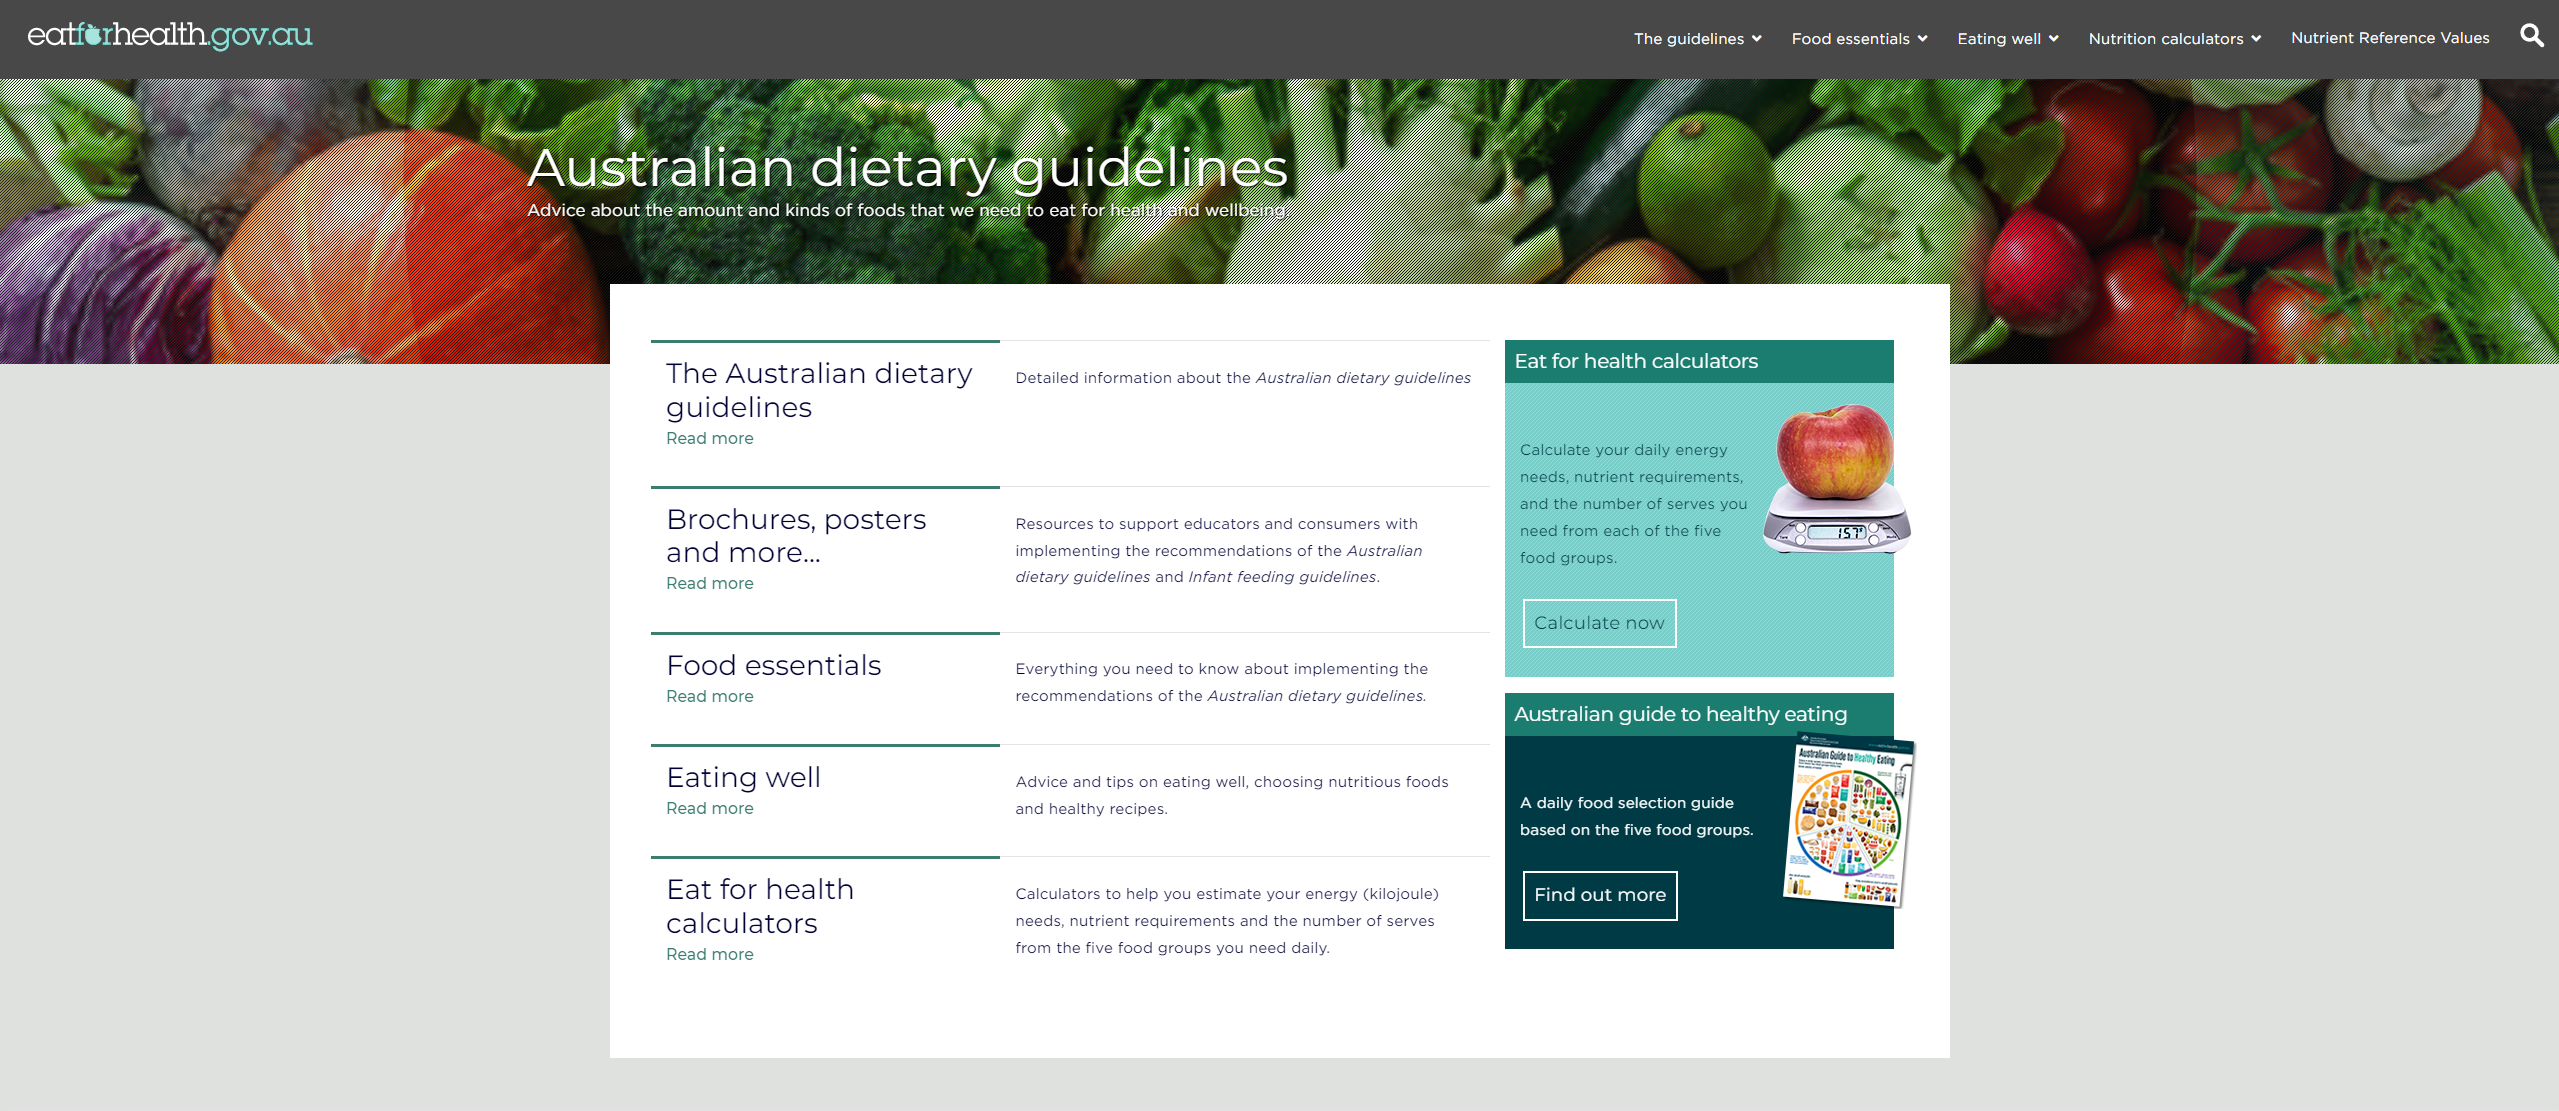 eatforhealth.gov.au
The guidelines
Food essentials
Eating well
Nutrition calculators
Nutrient Reference Values
Australian dietary guidelines
Advice about the amount and kinds of foods that we need to eat for health and wellbeing
The Australian dietary
guidelines
Read more
Detailed information about the Australian dietary guidelines
Brochures, posters
and more...
Read more
Resources to support educators and consumers with
implementing the recommendations of the Australian
dietary guidelines and Infant feeding guidelines.
Food essentials
Read more
Everything you need to know about implementing the
recommendations of the Australian dietary guidelines.
Eating well
Read more
Advice and tips on eating well, choosing nutritious foods
and healthy recipes.
Eat for health
calculators
Read more
Calculators to help you estimate your energy (kilojoule)
needs, nutrient requirements and the number of serves
from the five food groups you need daily.
Eat for health calculators
Calculate your daily energy
needs, nutrient requirements,
and the number of serves you
need from each of the five
food groups.
157
Calculate now
Australian guide to healthy eating
Australian Guide to Healthy Eating
A daily food selection guide
based on the five food groups.
Find out more